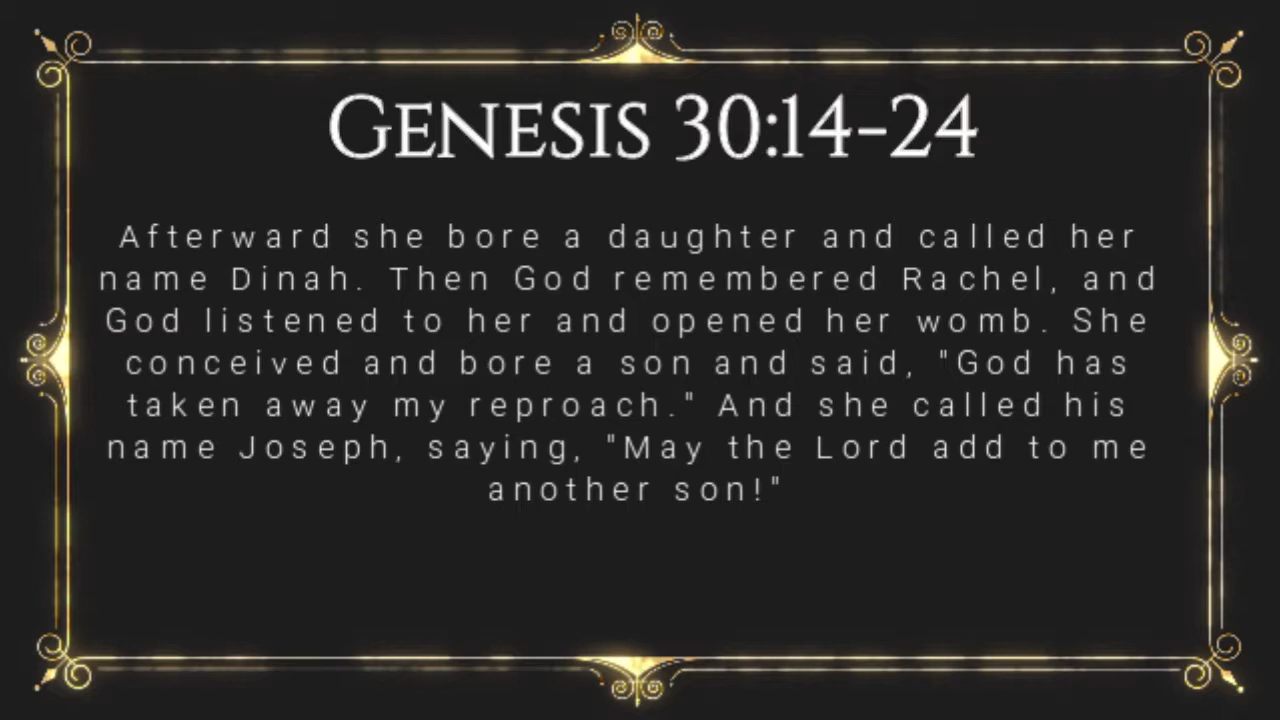 Genesis 30:14-24
Afterward she bore a daughter and called her
name Dinah. Then God remembered Rachel, and
God listened to her and opened her womb. She
conceived and bore a son and said, "God has
taken away my reproach." And she called his
name Joseph, saying, "May the Lord add to me
another son!"